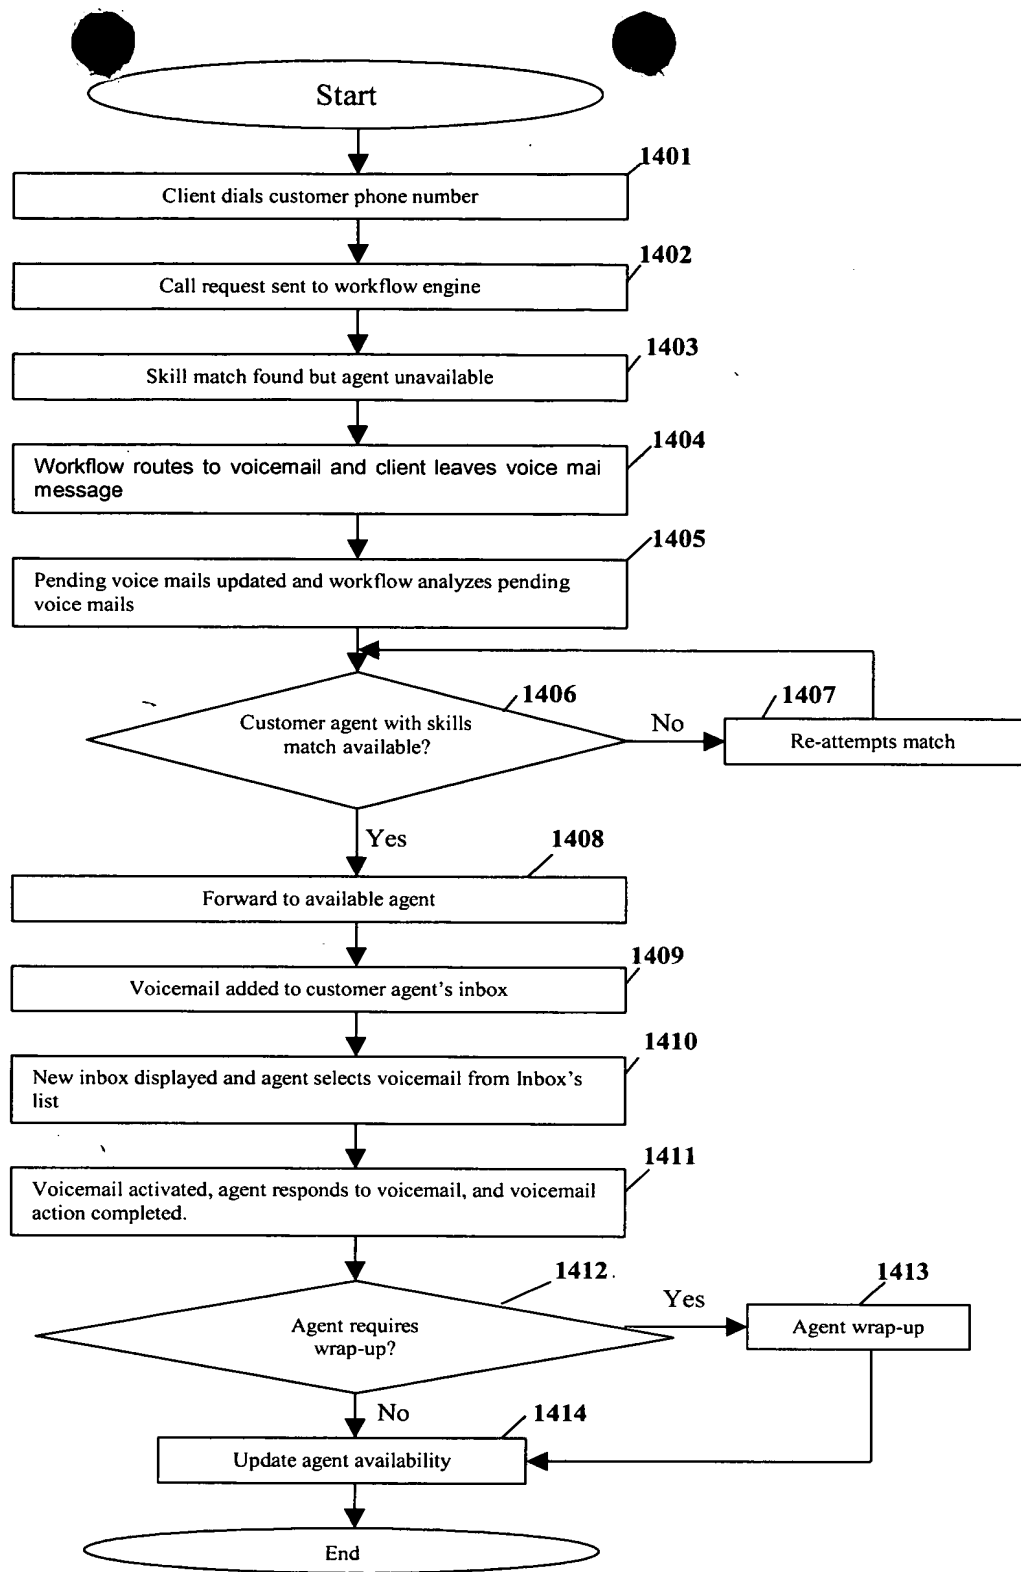 Start
1401
Client dials customer phone number
1402
Call request sent to workflow engine
1403
Skill match found but agent unavailable
1404
Workflow routes to voicemail and client leaves voice mai
message
1405
Pending voice mails updated and workflow analyzes pending
voice mails
1406
Customer agent with skills
match available?
No
1407
Re-attempts match
Yes
1408
Forward to available agent
1409
Voicemail added to customer agent's inbox
1410
New inbox displayed and agent selects voicemail from Inbox's
list
1411
Voicemail activated, agent responds to voicemail, and voicemail
action completed.
1412
Agent requires
wrap-up?
Yes
1413
Agent wrap-up
No
1414
Update agent availability
End